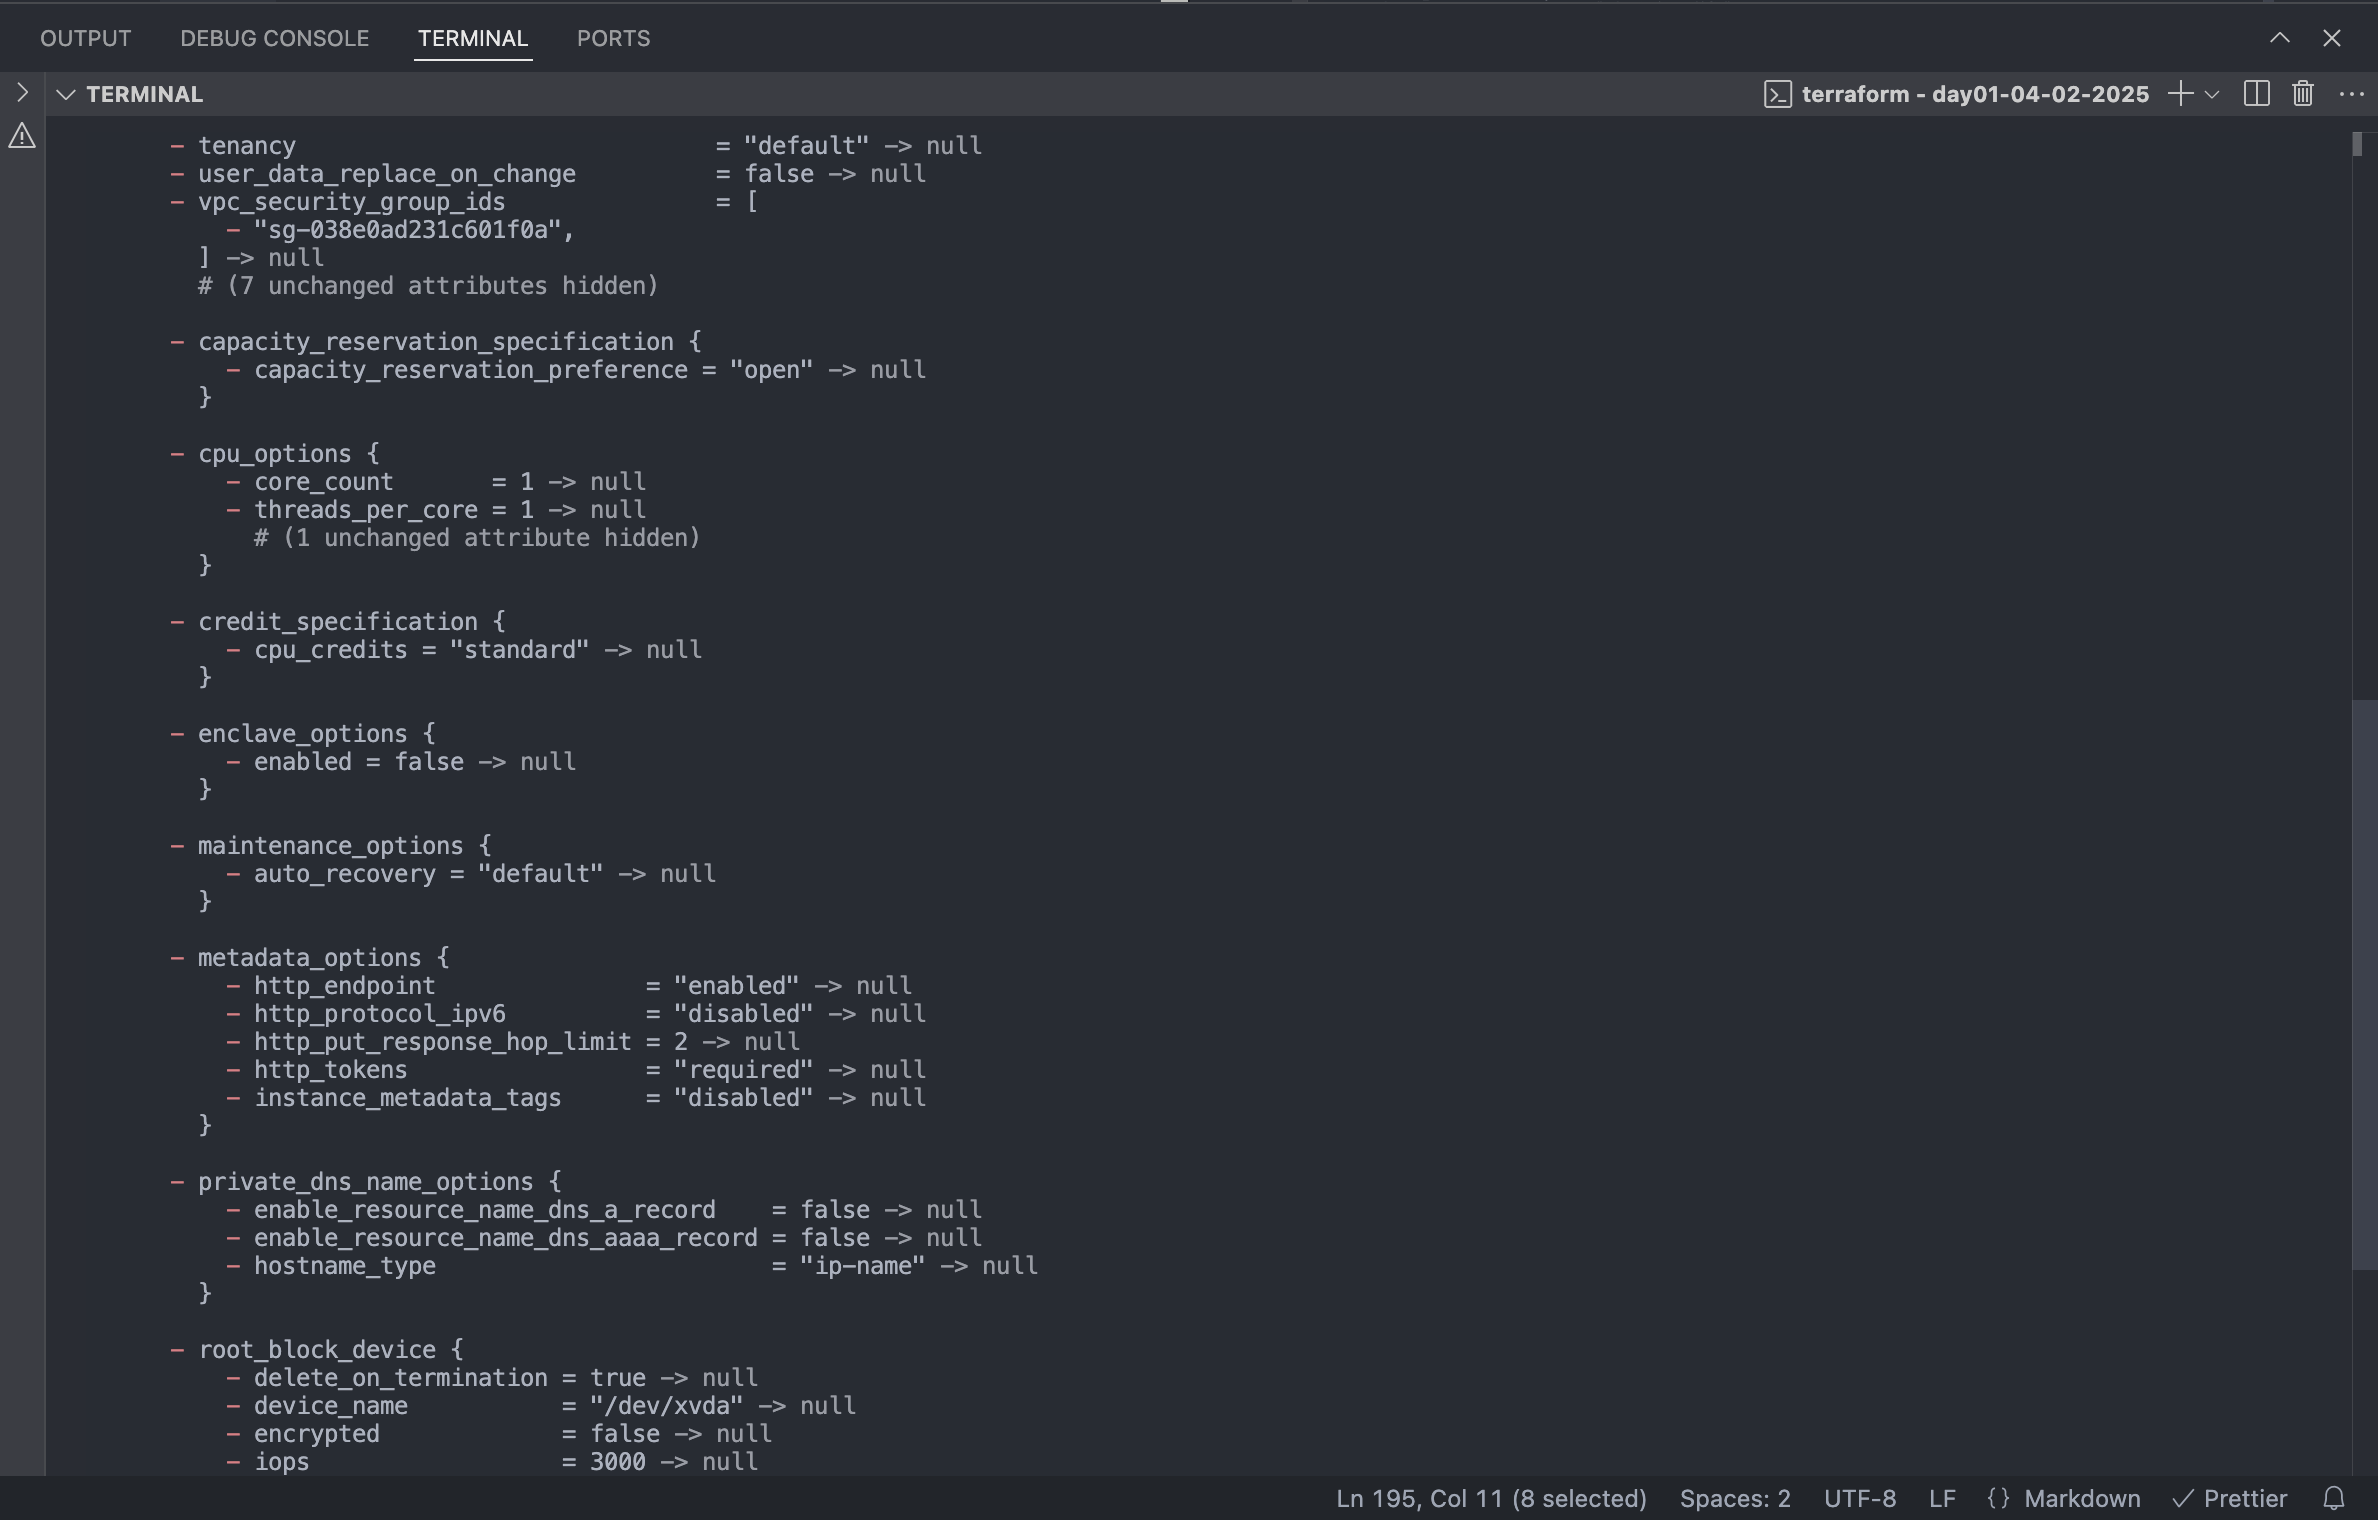 OUTPUT DEBUG CONSOLE TERMINAL PORTS
TERMINAL terraform - day01-04-02-2025
- tenancy = "default" -> null
- user_data_replace_on_change = false -> null
- vpc_security_group_ids = [
- "sg-038e0ad231c601f0a",
] -> null
# (7 unchanged attributes hidden)
- capacity_reservation_specification {
- capacity_reservation_preference = "open" -> null
}
- cpu_options {
- core_count = 1 -> null
- threads_per_core = 1 -> null
# (1 unchanged attribute hidden)
}
- credit_specification {
- cpu_credits = "standard" -> null
}
- enclave_options {
- enabled = false -> null
}
- maintenance_options {
- auto_recovery = "default" -> null
}
- metadata_options {
- http_endpoint = "enabled" -> null
- http_protocol_ipv6 = "disabled" -> null
- http_put_response_hop_limit = 2 -> null
- http_tokens = "required" -> null
- instance_metadata_tags = "disabled" -> null
}
- private_dns_name_options {
- enable_resource_name_dns_a_record = false -> null
- enable_resource_name_dns_aaaa_record = false -> null
- hostname_type = "ip-name" -> null
}
- root_block_device {
- delete_on_termination = true -> null
- device_name = "/dev/xvda" -> null
- encrypted = false -> null
- iops = 3000 -> null
Ln 195, Col 11 (8 selected) Spaces: 2 UTF-8 LF {} Markdown Prettier